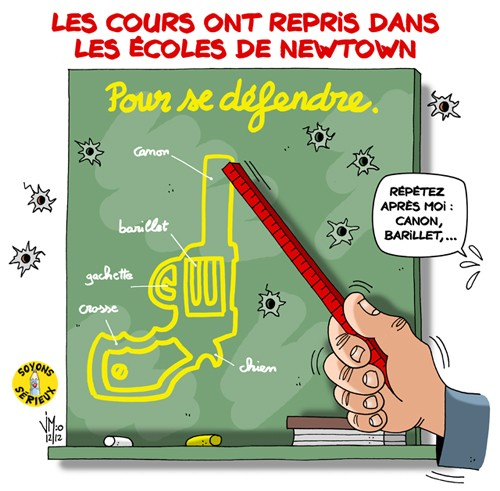 LES COURS ONT REPRIS DANS
LES ÉCOLES DE NEWTOWN
Pour se défendre.
canon
barillet
gachette
crosse
chien
RÉPÉTEZ
APRÈS MOI :
CANON,
BARILLET,...
SOYONS
SÉRIEUX
12/12